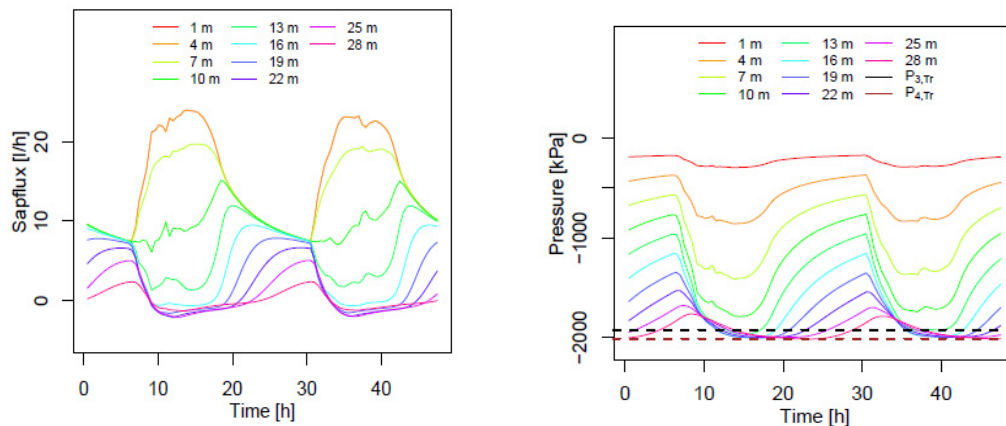 1 m 13 m 25 m
4 m 16 m 28 m
7 m 19 m
10 m 22 m
Sapflux [l/h]
20
10
0
0 10 20 30 40
Time [h]
1 m 13 m 25 m
4 m 16 m 28 m
7 m 19 m P3,Tr
10 m 22 m P4,Tr
Pressure [kPa]
0
−1000
−2000
0 10 20 30 40
Time [h]